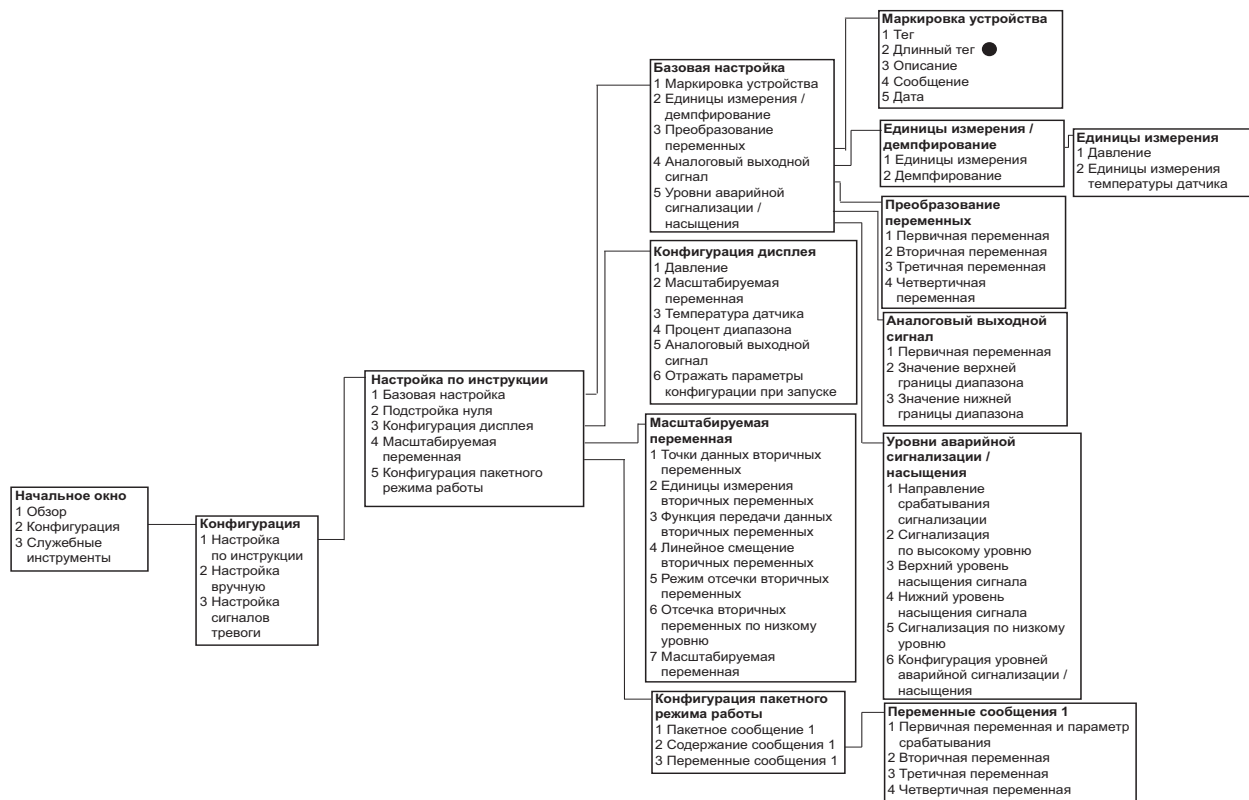 Начальное окно
1 Обзор
2 Конфигурация
3 Служебные
инструменты
Конфигурация
1 Настройка
по инструкции
2 Настройка
вручную
3 Настройка
сигналов
тревоги
Настройка по инструкции
1 Базовая настройка
2 Подстройка нуля
3 Конфигурация дисплея
4 Масштабируемая
переменная
5 Конфигурация пакетного
режима работы
Базовая настройка
1 Маркировка устройства
2 Единицы измерения /
демпфирование
3 Преобразование
переменных
4 Аналоговый выходной
сигнал
5 Уровни аварийной
сигнализации /
насыщения
Конфигурация дисплея
1 Давление
2 Масштабируемая
переменная
3 Температура датчика
4 Процент диапазона
5 Аналоговый выходной
сигнал
6 Отражать параметры
конфигурации при запуске
Масштабируемая
переменная
1 Точки данных вторичных
переменных
2 Единицы измерения
вторичных переменных
3 Функция передачи данных
вторичных переменных
4 Линейное смещение
вторичных переменных
5 Режим отсечки вторичных
переменных
6 Отсечка вторичных
переменных по низкому
уровню
7 Масштабируемая
переменная
Конфигурация пакетного
режима работы
1 Пакетное сообщение 1
2 Содержание сообщения 1
3 Переменные сообщения 1
Маркировка устройства
1 Тег
2 Длинный тег
3 Описание
4 Сообщение
5 Дата
Единицы измерения /
демпфирование
1 Единицы измерения
2 Демпфирование
Единицы измерения
1 Давление
2 Единицы измерения
температуры датчика
Преобразование
переменных
1 Первичная переменная
2 Вторичная переменная
3 Третичная переменная
4 Четвертичная
переменная
Аналоговый выходной
сигнал
1 Первичная переменная
2 Значение верхней
границы диапазона
3 Значение нижней
границы диапазона
Уровни аварийной
сигнализации /
насыщения
1 Направление
срабатывания
сигнализации
2 Сигнализация
по высокому уровню
3 Верхний уровень
насыщения сигнала
4 Нижний уровень
насыщения сигнала
5 Сигнализация по низкому
уровню
6 Конфигурация уровней
аварийной сигнализации /
насыщения
Переменные сообщения 1
1 Первичная переменная и параметр
срабатывания
2 Вторичная переменная
3 Третичная переменная
4 Четвертичная переменная